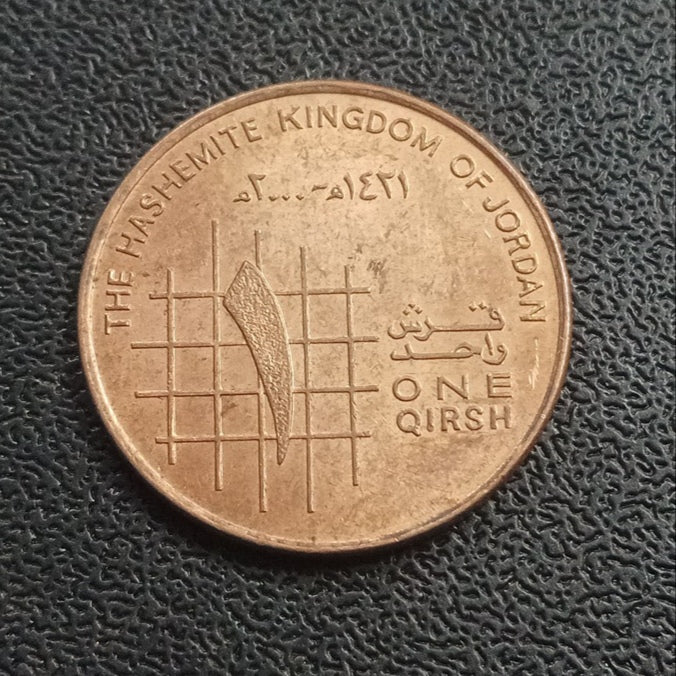 THE HASHEMITE KINGDOM OF JORDAN
١٤٢١هـ - ٢٠٠٠م
١
قرش
واحد
ONE
QIRSH